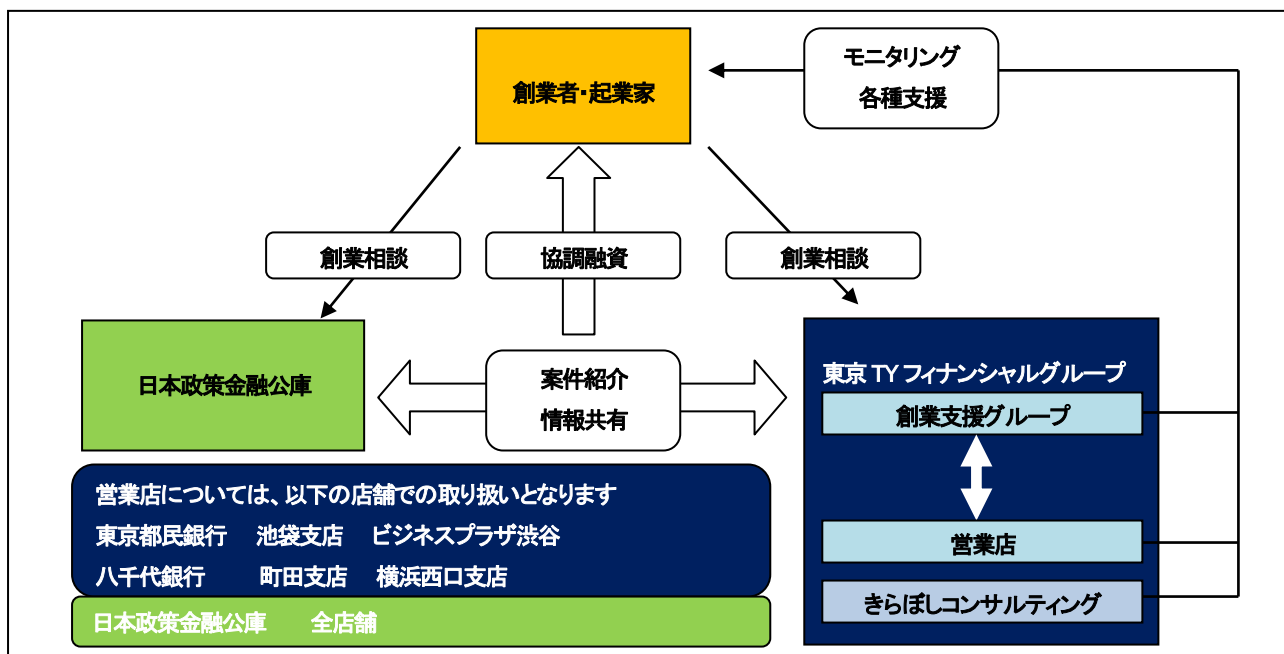 創業者・起業家
モニタリング
各種支援
創業相談
協調融資
創業相談
日本政策金融公庫
案件紹介
情報共有
東京 TY フィナンシャルグループ
創業支援グループ
営業店
きらぼしコンサルティング
営業店については、以下の店舗での取り扱いとなります
東京都民銀行 池袋支店 ビジネスプラザ渋谷
八千代銀行 町田支店 横浜西口支店
日本政策金融公庫 全店舗